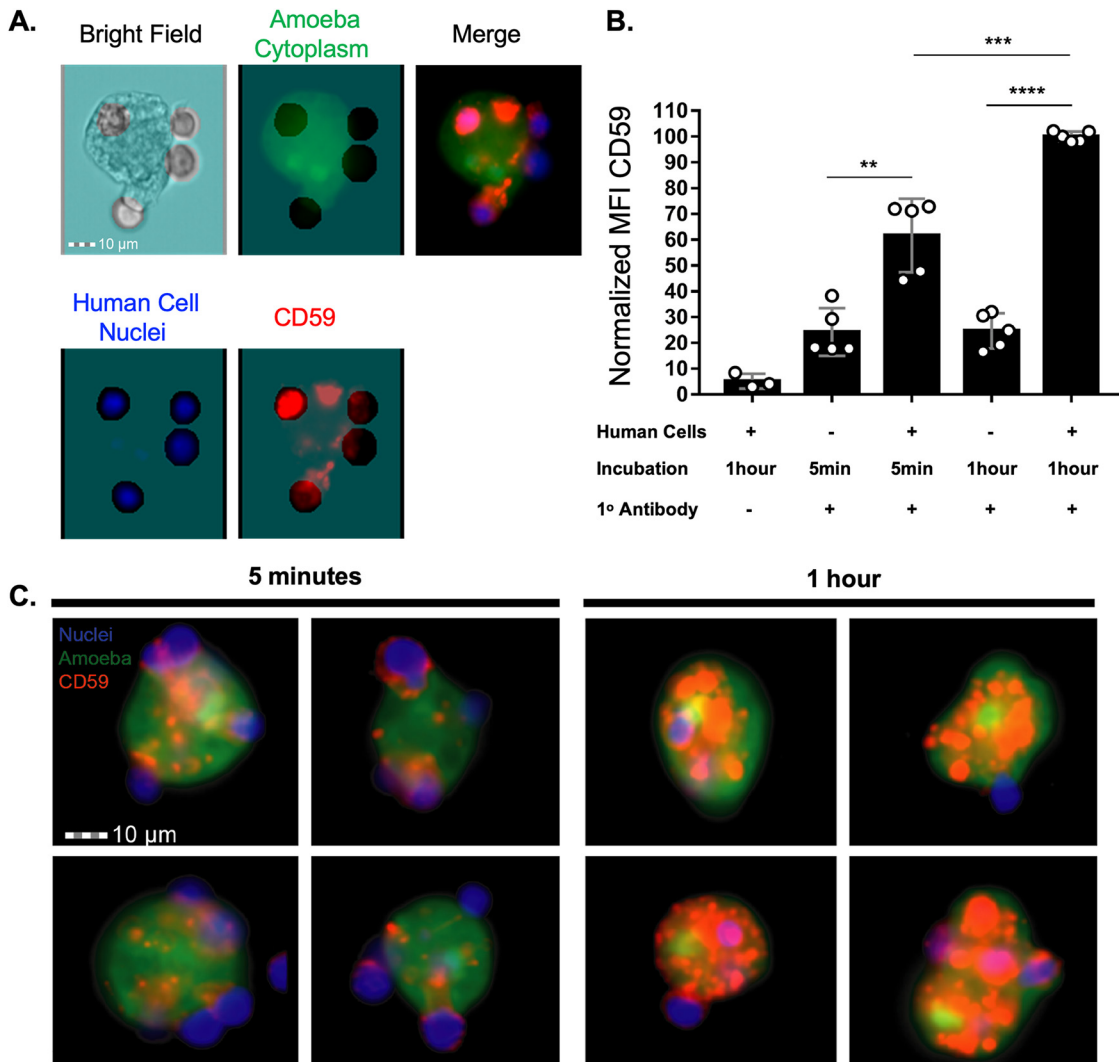 A.
Bright Field
Amoeba
Cytoplasm
Merge
10 µm
Human Cell
Nuclei
CD59
B.
***
****
**
Normalized MFI CD59
110
100
90
80
70
60
50
40
30
20
10
0
Human Cells + - + - +
Incubation 1hour 5min 5min 1hour 1hour
1o Antibody - + + + +
C.
5 minutes
1 hour
Nuclei
Amoeba
CD59
10 µm